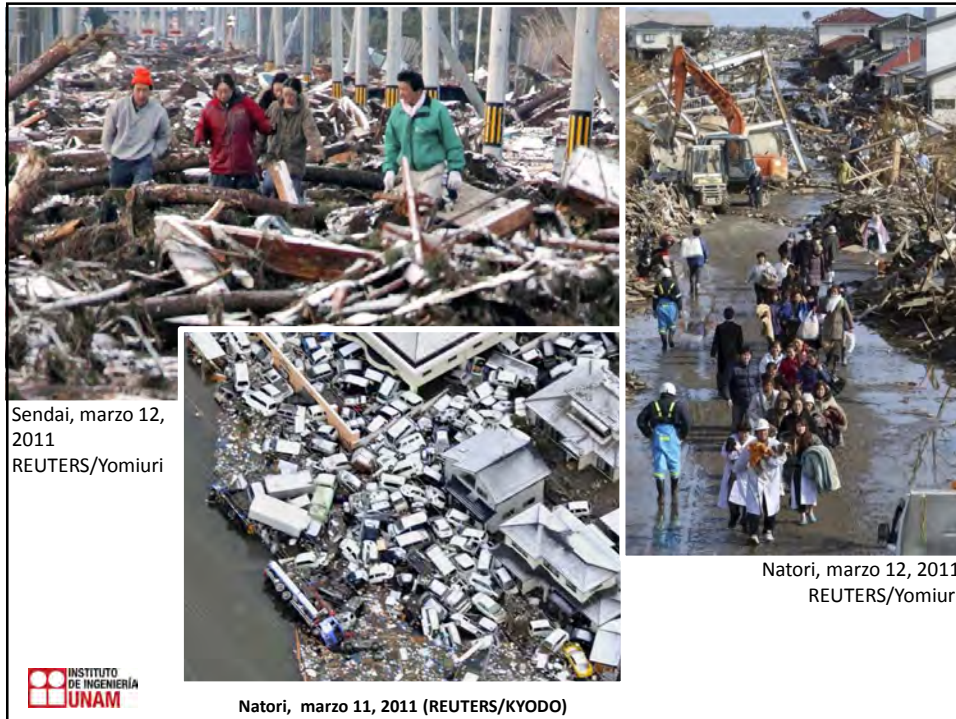 Sendai, marzo 12,
2011
REUTERS/Yomiuri
Natori, marzo 12, 2011
REUTERS/Yomiur
INSTITUTO
DE INGENIERÍA
UNAM
Natori, marzo 11, 2011 (REUTERS/KYODO)